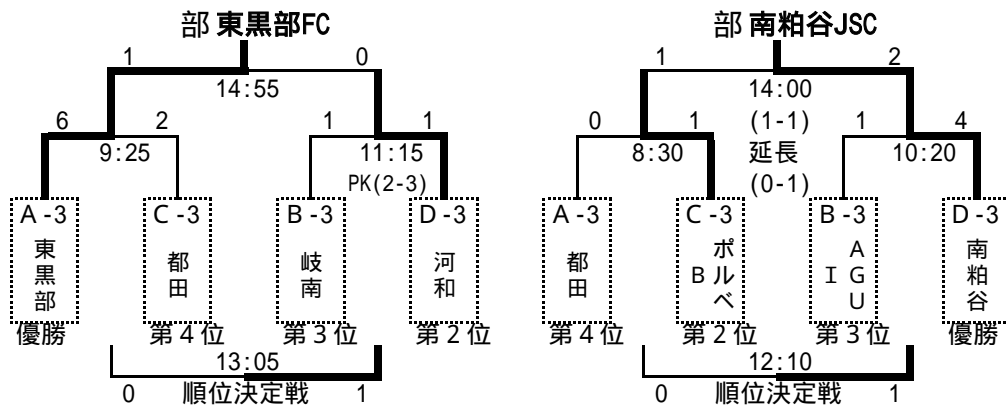 部 東黒部FC
1 0
14:55
6 2 1 1
9:25 11:15
PK(2-3)
A-3 C-3 B-3 D-3
東黒部 都田 岐南 河和
優勝 第4位 第3位 第2位
13:05
0 順位決定戦 1
部 南粕谷JSC
1 2
14:00
(1-1)
延長
(0-1)
0 1 1 4
8:30 10:20
A-3 C-3 B-3 D-3
都田 ポルベB AGUI 南粕谷
第4位 第2位 第3位 優勝
12:10
0 順位決定戦 1